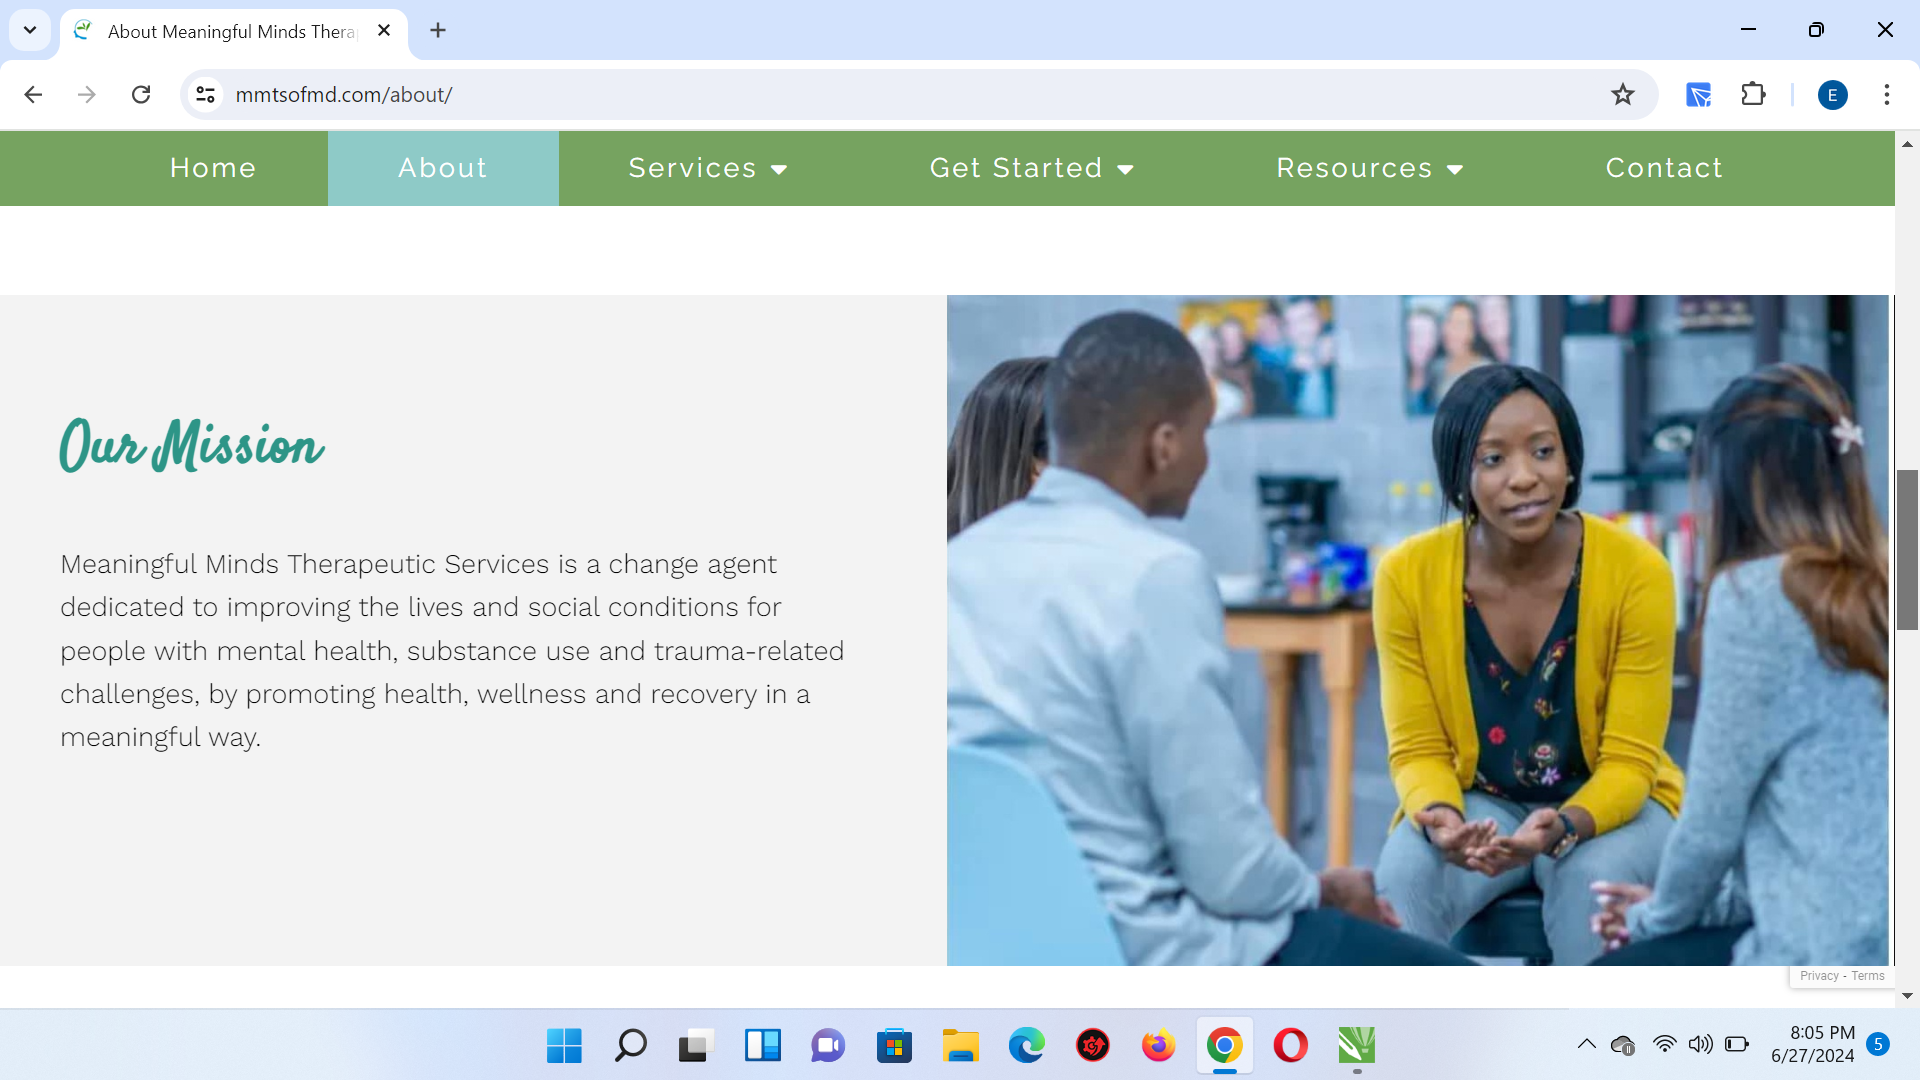 About Meaningful Minds Thera
mmtsofmd.com/about/
E
Home About Services Get Started Resources Contact
Our Mission
Meaningful Minds Therapeutic Services is a change agent
dedicated to improving the lives and social conditions for
people with mental health, substance use and trauma-related
challenges, by promoting health, wellness and recovery in a
meaningful way.
Privacy - Terms
8:05 PM
6/27/2024
5